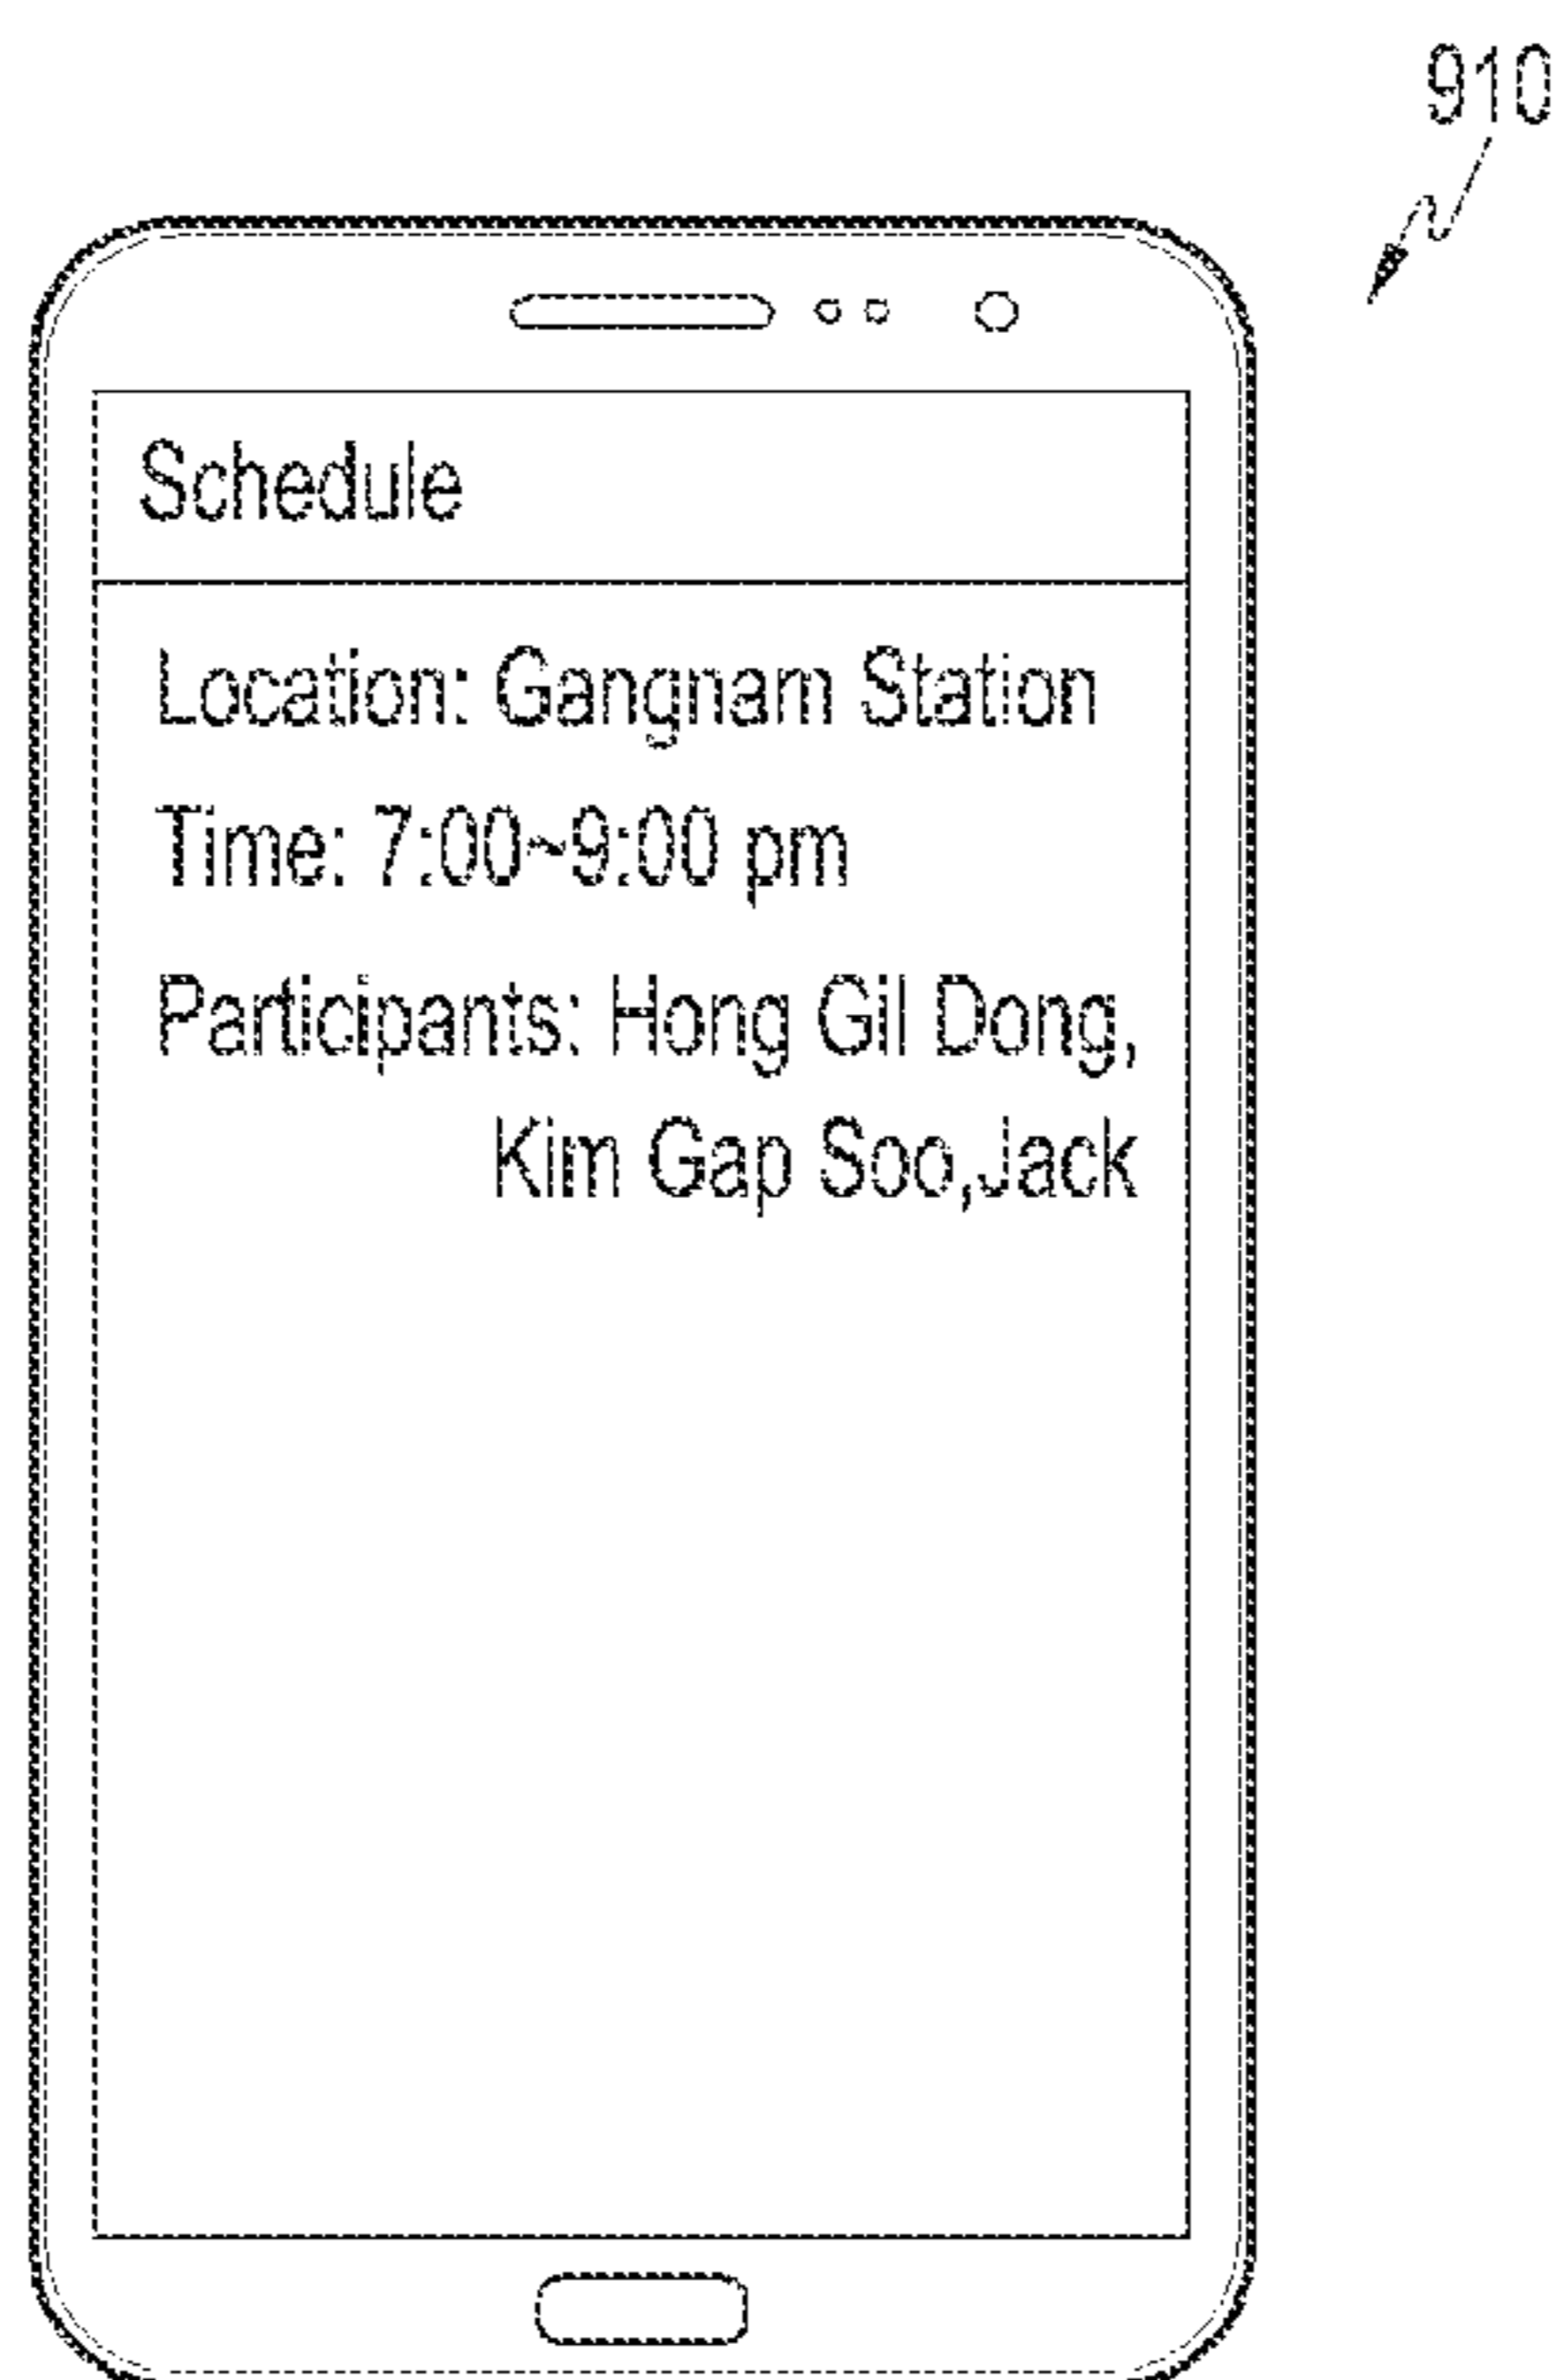 910
Schedule
Location: Gangnam Station
Time: 7:00~9:00 pm
Participants: Hong Gil Dong,
Kim Gap Soo,Jack